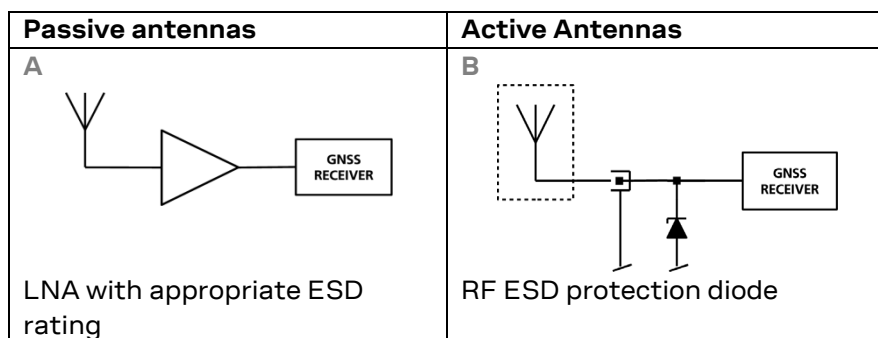 Passive antennas
Active Antennas
A
GNSS
RECEIVER
LNA with appropriate ESD
rating
B
GNSS
RECEIVER
RF ESD protection diode